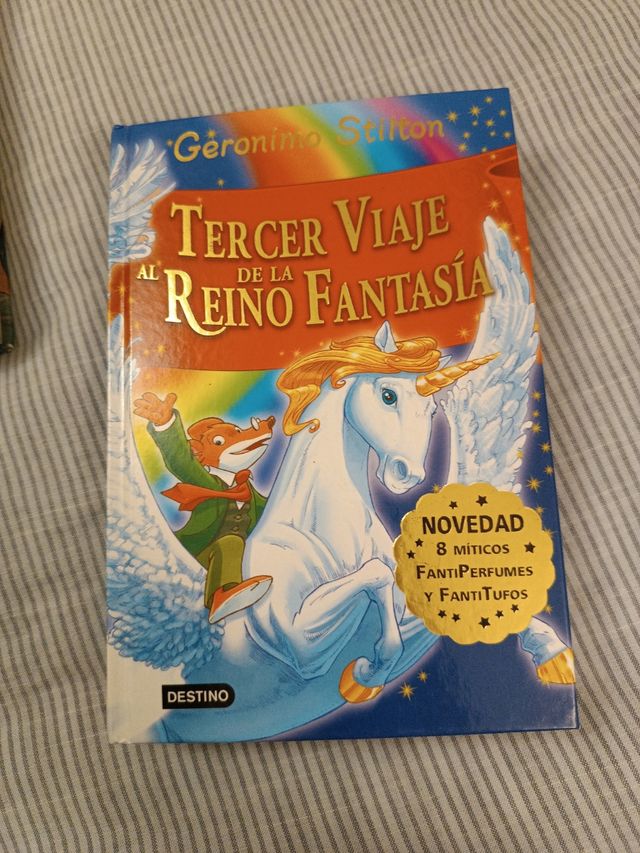 Geronimo Stilton
TERCER VIAJE
AL REINO DE LA FANTASÍA
NOVEDAD
8 MÍTICOS
FANTIPERFUMES
Y FANTITUFOS
DESTINO